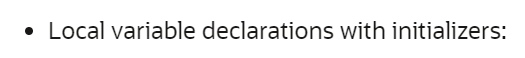 • Local variable declarations with initializers: